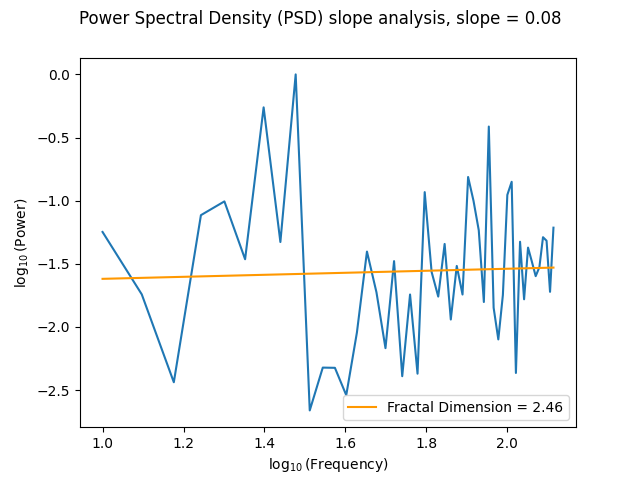 Power Spectral Density (PSD) slope analysis, slope = 0.08
0.0
−0.5
−1.0
−1.5
−2.0
−2.5
log10(Power)
Fractal Dimension = 2.46
1.0 1.2 1.4 1.6 1.8 2.0
log10(Frequency)